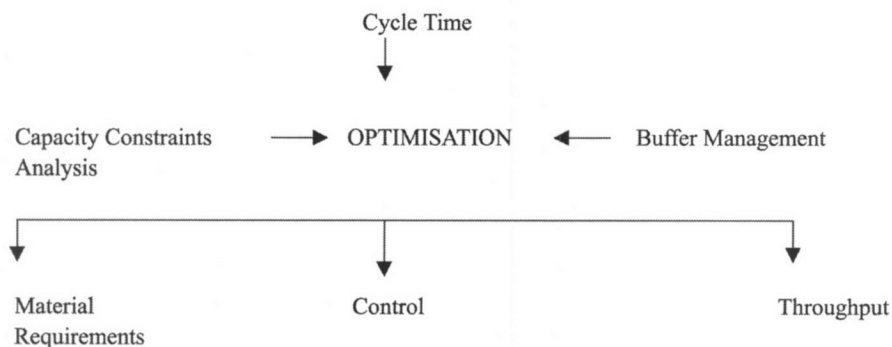 Cycle Time
Capacity Constraints
Analysis
OPTIMISATION
Buffer Management
Material
Requirements
Control
Throughput